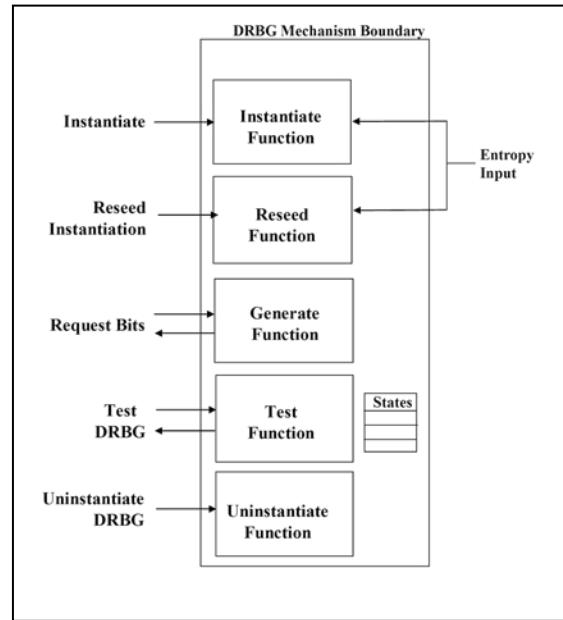 DRBG Mechanism Boundary
Instantiate
Instantiate
Function
Entropy
Input
Reseed
Instantiation
Reseed
Function
Request Bits
Generate
Function
Test
DRBG
Test
Function
States
Uninstantiate
DRBG
Uninstantiate
Function